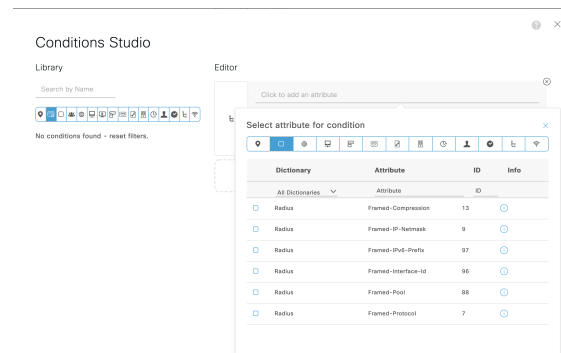 Conditions Studio
Library
Search by Name
No conditions found - reset filters.
Editor
Click to add an attribute
Select attribute for condition
Dictionary Attribute ID Info
All Dictionaries Attribute ID
Radius Framed-Compression 13
Radius Framed-IP-Netmask 9
Radius Framed-IPv6-Prefix 97
Radius Framed-Interface-Id 96
Radius Framed-Pool 88
Radius Framed-Protocol 7